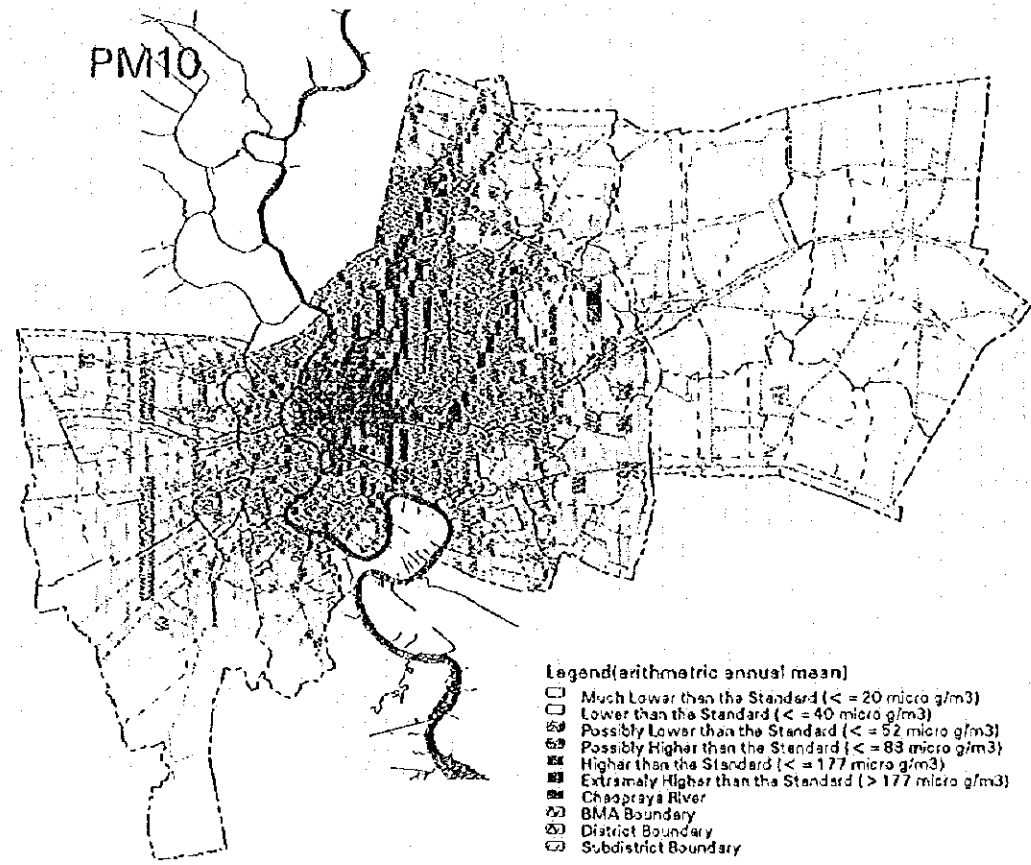 PM10
Legend(arithmetric annual mean)
Much Lower than the Standard (< = 20 micro g/m3)
Lower than the Standard (< = 40 micro g/m3)
Possibly Lower than the Standard (< = 52 micro g/m3)
Possibly Higher than the Standard (< = 83 micro g/m3)
Higher than the Standard (< = 177 micro g/m3)
Extremely Higher than the Standard (> 177 micro g/m3)
Chaopraya River
BMA Boundary
District Boundary
Subdistrict Boundary